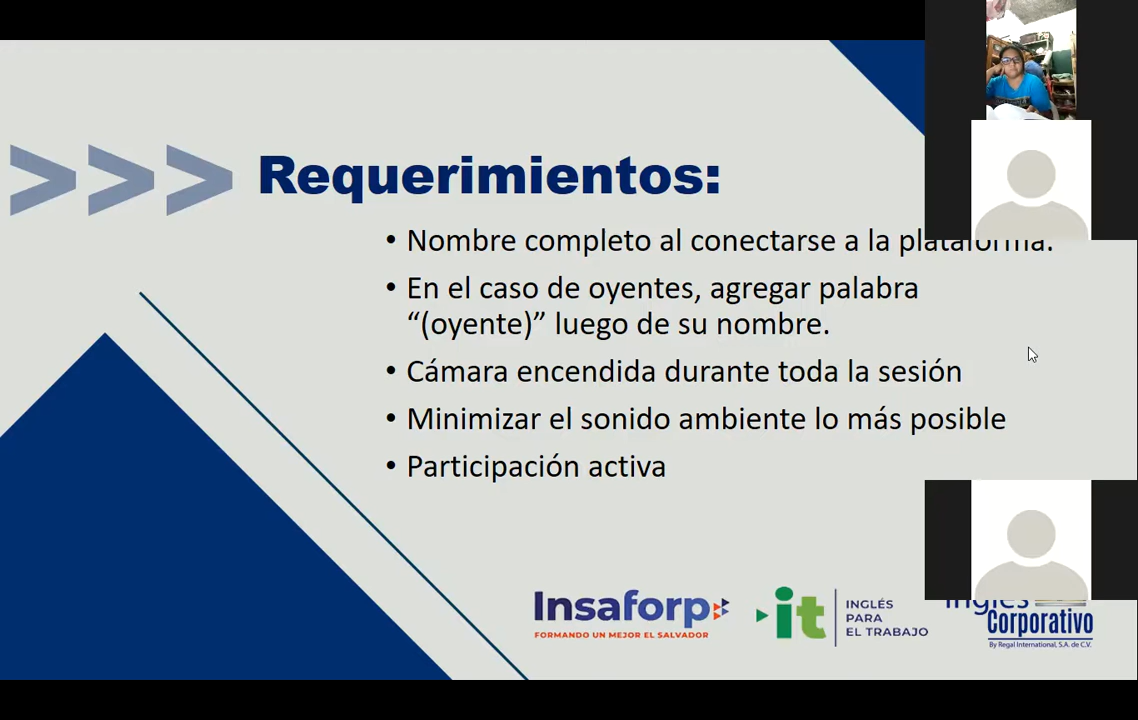 >>> Requerimientos:
• Nombre completo al conectarse a la plataforma.
• En el caso de oyentes, agregar palabra
“(oyente)” luego de su nombre.
• Cámara encendida durante toda la sesión
• Minimizar el sonido ambiente lo más posible
• Participación activa
Insaforp
FORMANDO UN MEJOR EL SALVADOR
it
INGLÉS
PARA
EL TRABAJO
Inglés
Corporativo
By Regal International, S.A. de C.V.